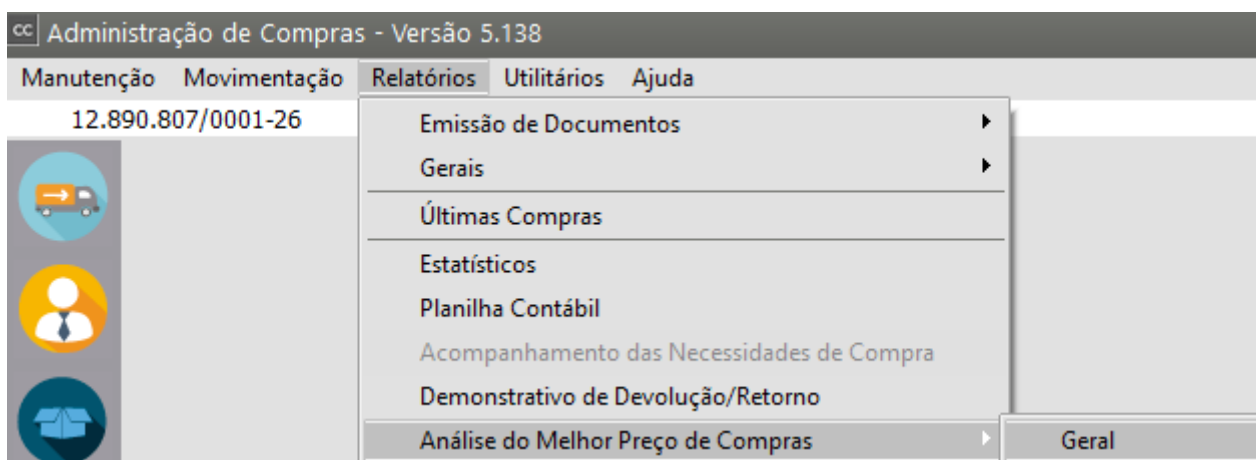 CC Administração de Compras - Versão 5.138
Manutenção Movimentação Relatórios Utilitários Ajuda
12.890.807/0001-26
Emissão de Documentos
Gerais
Últimas Compras
Estatísticos
Planilha Contábil
Acompanhamento das Necessidades de Compra
Demonstrativo de Devolução/Retorno
Análise do Melhor Preço de Compras Geral